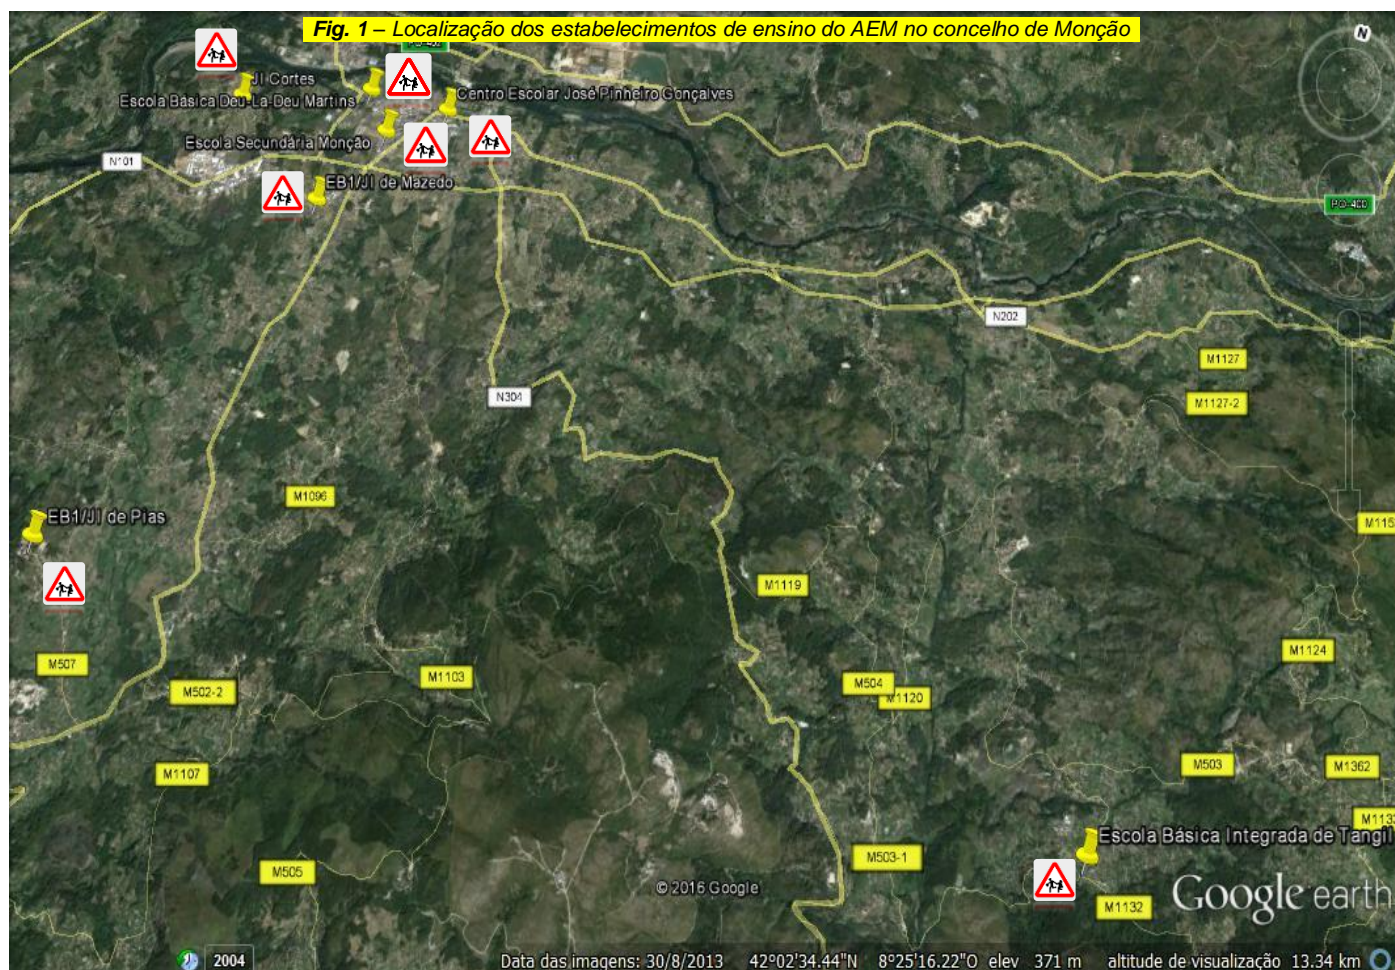 Fig. 1 – Localização dos estabelecimentos de ensino do AEM no concelho de Monção
N
JI Cortes
Escola Básica Deu-La-Deu Martins
Centro Escolar José Pinheiro Gonçalves
Escola Secundária Monção
N101
EB1/JI de Mazedo
PO-400
N202
M1127
M1127-2
N304
M1096
EB1/JI de Pias
M115
M1119
M1124
M507
M502-2
M1103
M504
M1120
M1107
M503
M1362
M113
Escola Básica Integrada de Tangil
M505
M503-1
© 2016 Google
M1132
Google earth
2004
Data das imagens: 30/8/2013 42°02'34.44"N 8°25'16.22"O elev 371 m altitude de visualização 13.34 km